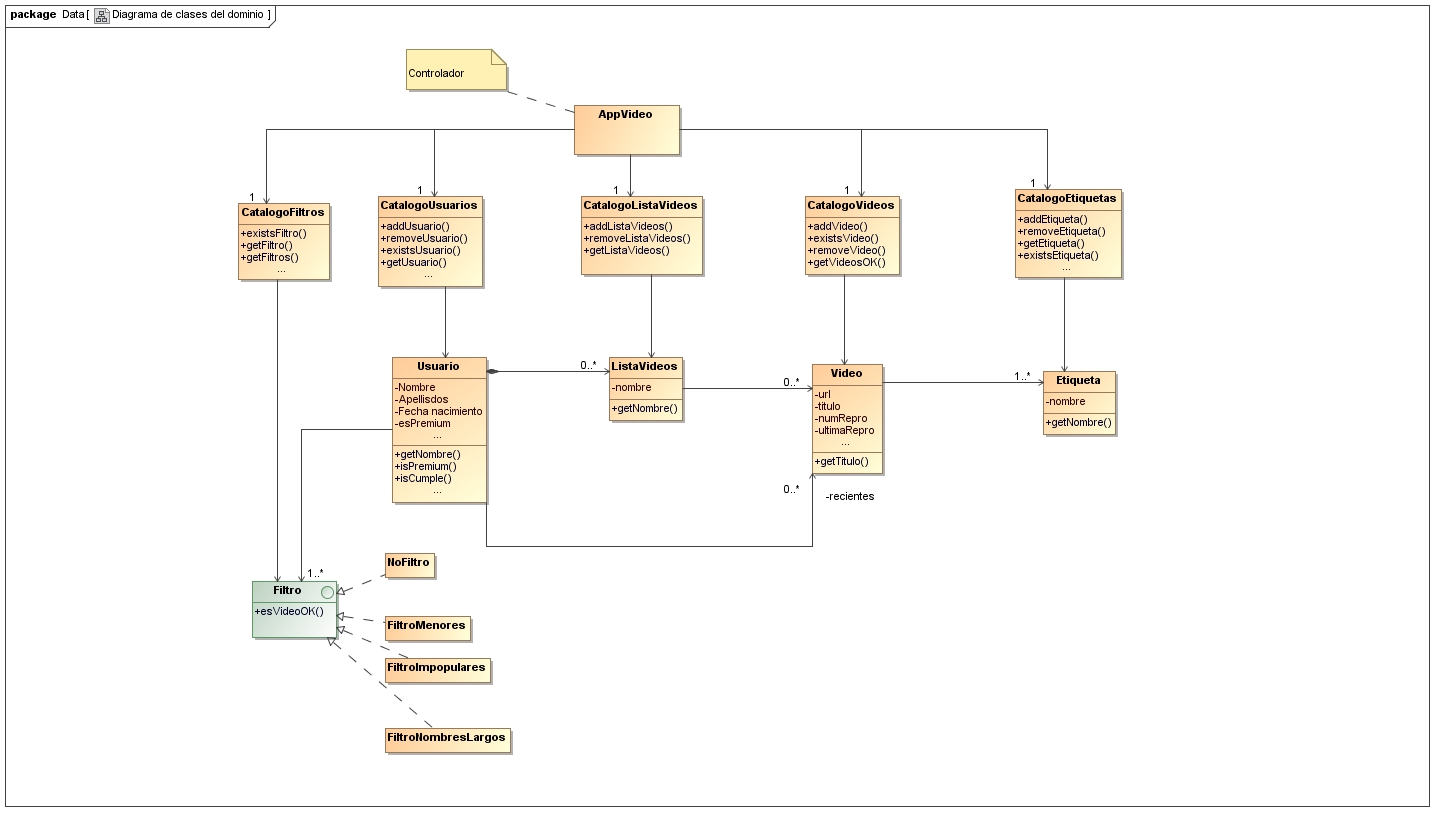 package Data [ Diagrama de clases del dominio ]
Controlador
AppVideo
1
1
1
1
1
CatalogoFiltros
+existsFiltro()
+getFiltro()
+getFiltros()
...
CatalogoUsuarios
+addUsuario()
+removeUsuario()
+existsUsuario()
+getUsuario()
...
CatalogoListaVideos
+addListaVideos()
+removeListaVideos()
+getListaVideos()
CatalogoVideos
+addVideo()
+existsVideo()
+removeVideo()
+getVideosOK()
CatalogoEtiquetas
+addEtiqueta()
+removeEtiqueta()
+getEtiqueta()
+existsEtiqueta()
...
Usuario
-Nombre
-Apellisdos
-Fecha nacimiento
-esPremium
...
+getNombre()
+isPremium()
+isCumple()
...
0..*
ListaVideos
-nombre
+getNombre()
0..*
Video
-url
-titulo
-numRepro
-ultimaRepro
...
+getTitulo()
1..*
Etiqueta
-nombre
+getNombre()
0..*
-recientes
1..*
Filtro
+esVideoOK()
NoFiltro
FiltroMenores
FiltroImpopulares
FiltroNombresLargos